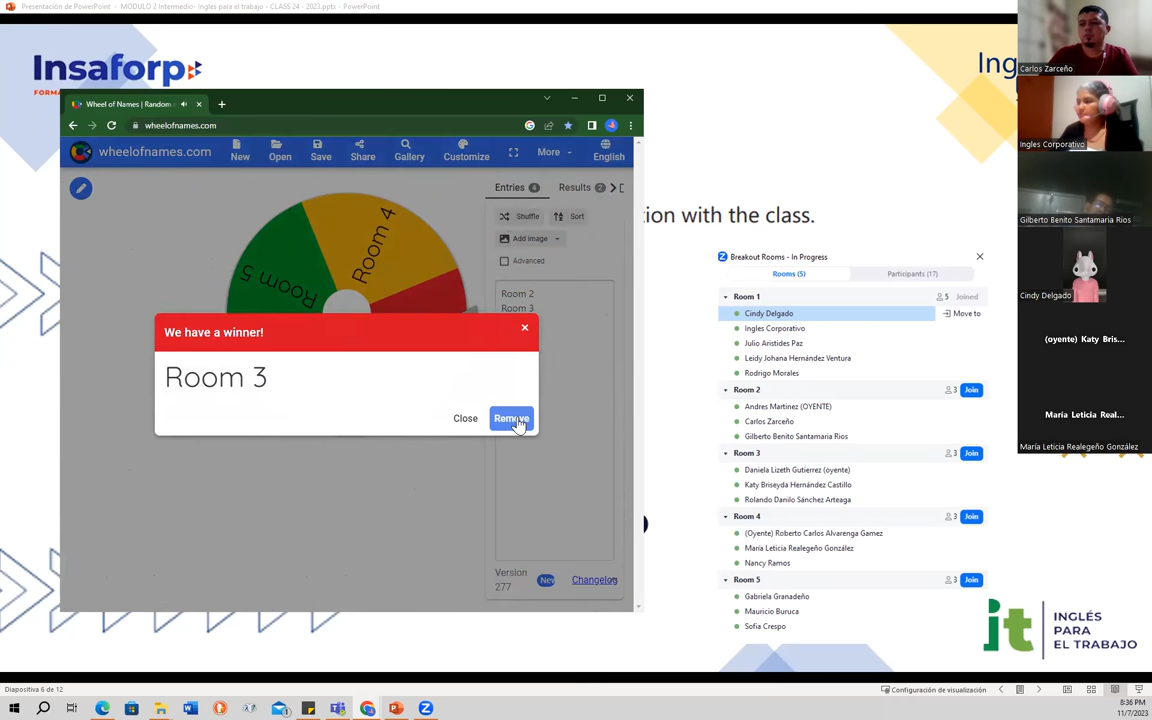 Presentación de PowerPoint - MODULO 2 Intermedio- Ingles para el trabajo - CLASS 24 - 2023.pptx - PowerPoint
Insaforp
FORMA
Ing
tion with the class.
Wheel of Names | Random
wheelofnames.com
wheelofnames.com
New
Open
Save
Share
Gallery
Customize
More
English
Entries 4
Results 2
Shuffle
Sort
Add image
Advanced
Room 2
Room 3
Room 4
Room 5
We have a winner!
Room 3
Close
Remove
Version 277
New
Changelog
Breakout Rooms - In Progress
Rooms (5)
Participants (17)
Room 1
5 Joined
Cindy Delgado
Move to
Ingles Corporativo
Julio Aristides Paz
Leidy Johana Hernández Ventura
Rodrigo Morales
Room 2
3 Join
Andres Martinez (OYENTE)
Carlos Zarceño
Gilberto Benito Santamaria Rios
Room 3
3 Join
Daniela Lizeth Gutierrez (oyente)
Katy Briseyda Hernández Castillo
Rolando Danilo Sánchez Arteaga
Room 4
3 Join
(Oyente) Roberto Carlos Alvarenga Gamez
María Leticia Realegeño González
Nancy Ramos
Room 5
3 Join
Gabriela Granadeño
Mauricio Buruca
Sofia Crespo
Carlos Zarceño
Ingles Corporativo
Gilberto Benito Santamaria Rios
Cindy Delgado
(oyente) Katy Bris...
María Leticia Real...
María Leticia Realegeño González
it
INGLÉS
PARA
EL TRABAJO
Diapositiva 6 de 12
Configuración de visualización
8:36 PM
11/7/2023